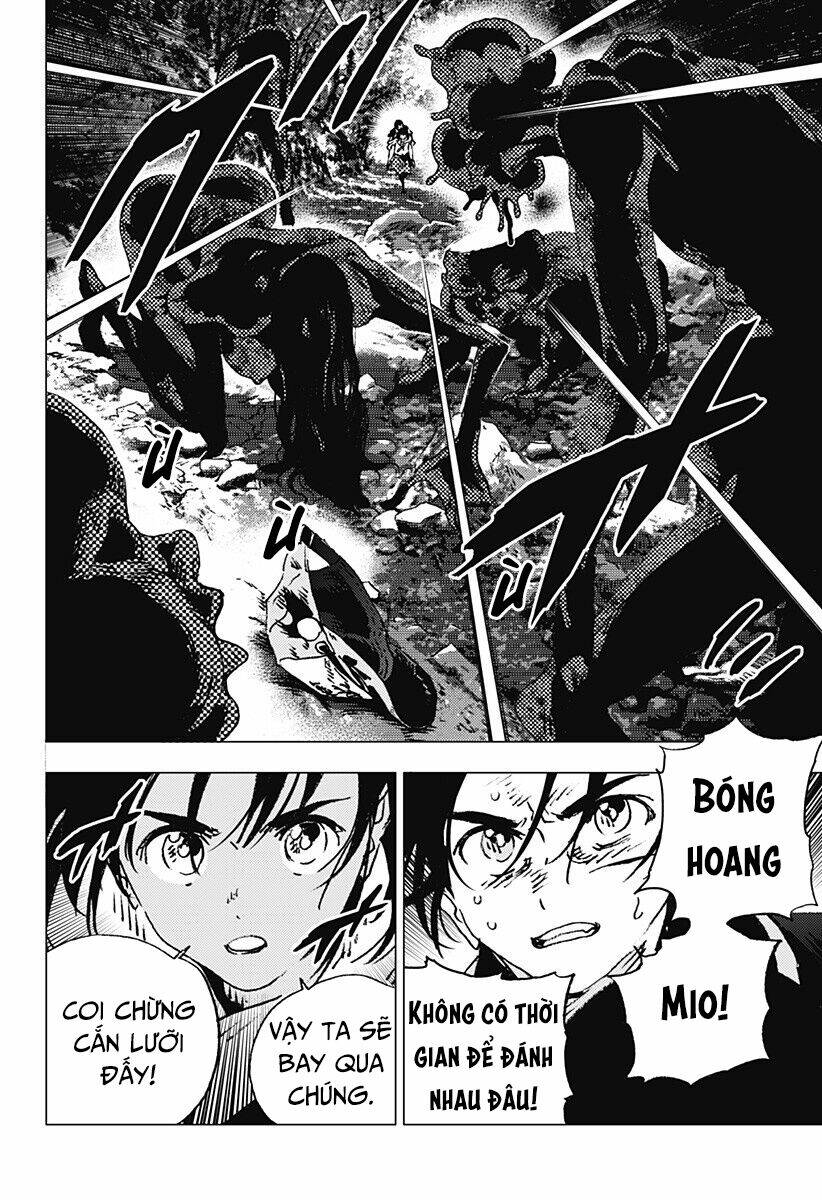 Ù
Ù
Ù
BÓNG
HOANG
MIO!
KHÔNG CÓ THỜI
GIAN ĐỂ ĐÁNH
NHAU ĐÂU!
VẬY TA SẼ
BAY QUA
CHÚNG.
COI CHỪNG
CẮN LƯỠI
ĐẤY!